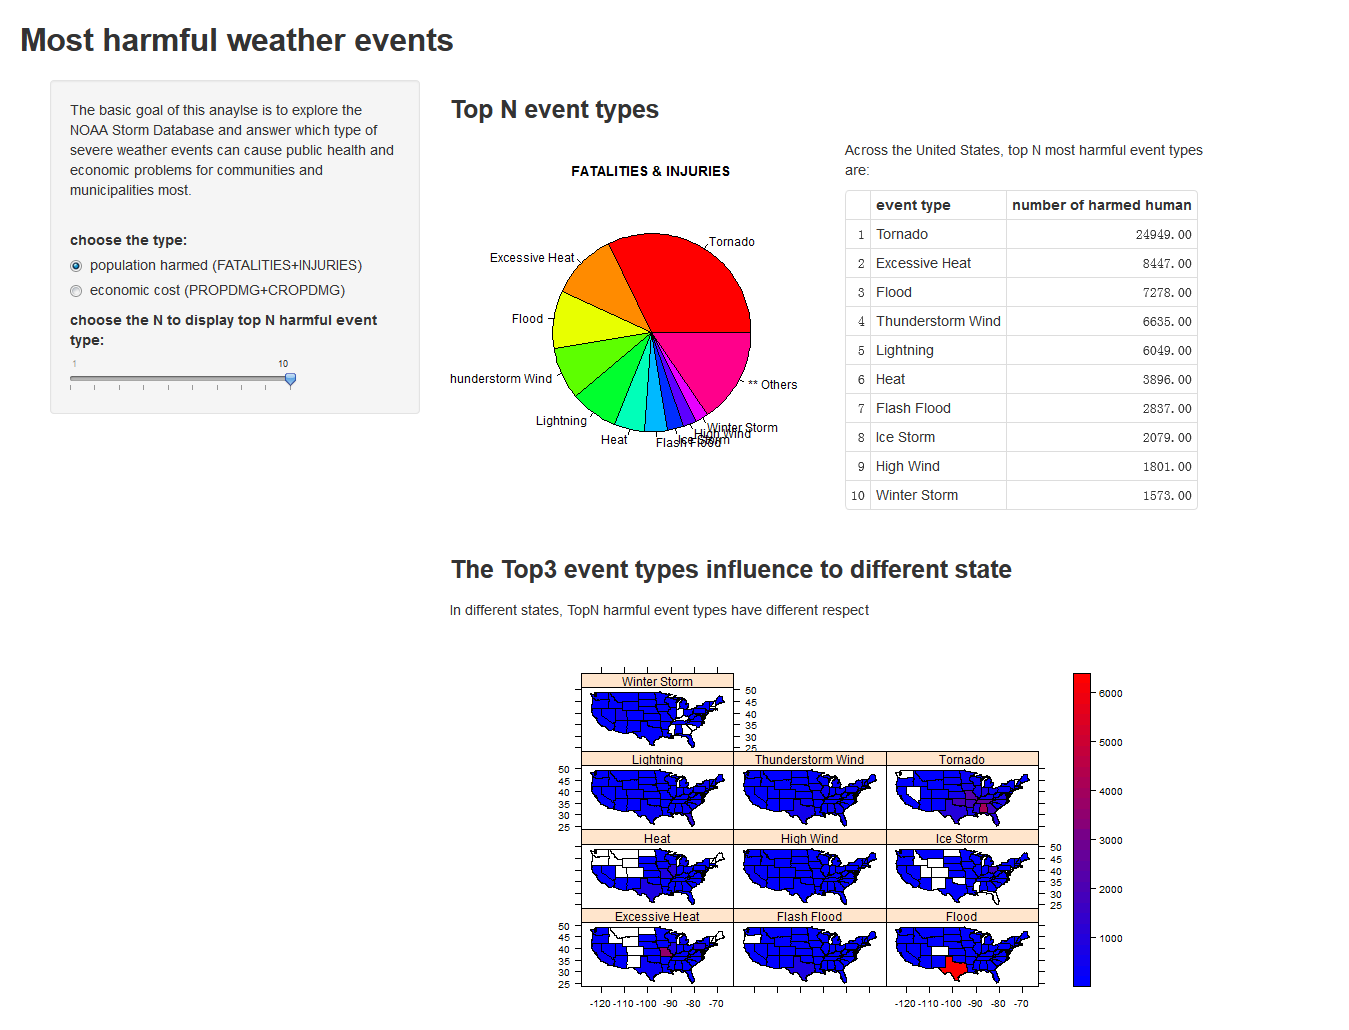 Most harmful weather events
The basic goal of this anaylse is to explore the
NOAA Storm Database and answer which type of
severe weather events can cause public health and
economic problems for communities and
municipalities most.
choose the type:
population harmed (FATALITIES+INJURIES)
economic cost (PROPDMG+CROPDMG)
choose the N to display top N harmful event
type:
1 10
Top N event types
FATALITIES & INJURIES
Tornado
Excessive Heat
Flood
hunderstorm Wind
Lightning
Heat
Flash Flood
Ice Storm
High Wind
Winter Storm
** Others
Across the United States, top N most harmful event types
are:
event type number of harmed human
1 Tornado 24949.00
2 Excessive Heat 8447.00
3 Flood 7278.00
4 Thunderstorm Wind 6635.00
5 Lightning 6049.00
6 Heat 3896.00
7 Flash Flood 2837.00
8 Ice Storm 2079.00
9 High Wind 1801.00
10 Winter Storm 1573.00
The Top3 event types influence to different state
In different states, TopN harmful event types have different respect
Winter Storm
50
45
40
35
30
25
Lightning Thunderstorm Wind Tornado
50
45
40
35
30
25
Heat High Wind Ice Storm
50
45
40
35
30
25
Excessive Heat Flash Flood Flood
50
45
40
35
30
25
-120 -110 -100 -90 -80 -70 -120 -110 -100 -90 -80 -70
6000
5000
4000
3000
2000
1000